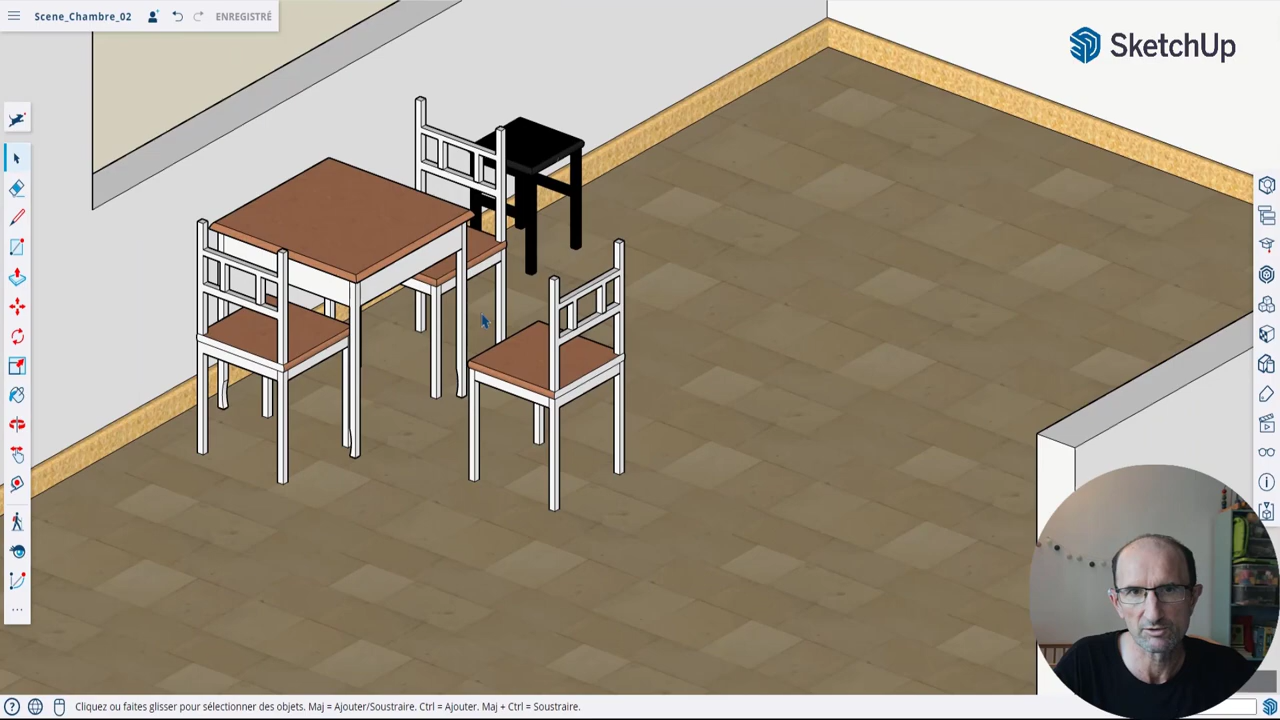 Scene_Chambre_02
ENREGISTRÉ
SketchUp
Cliquez ou faites glisser pour sélectionner des objets. Maj = Ajouter/Soustraire. Ctrl = Ajouter. Maj + Ctrl = Soustraire.